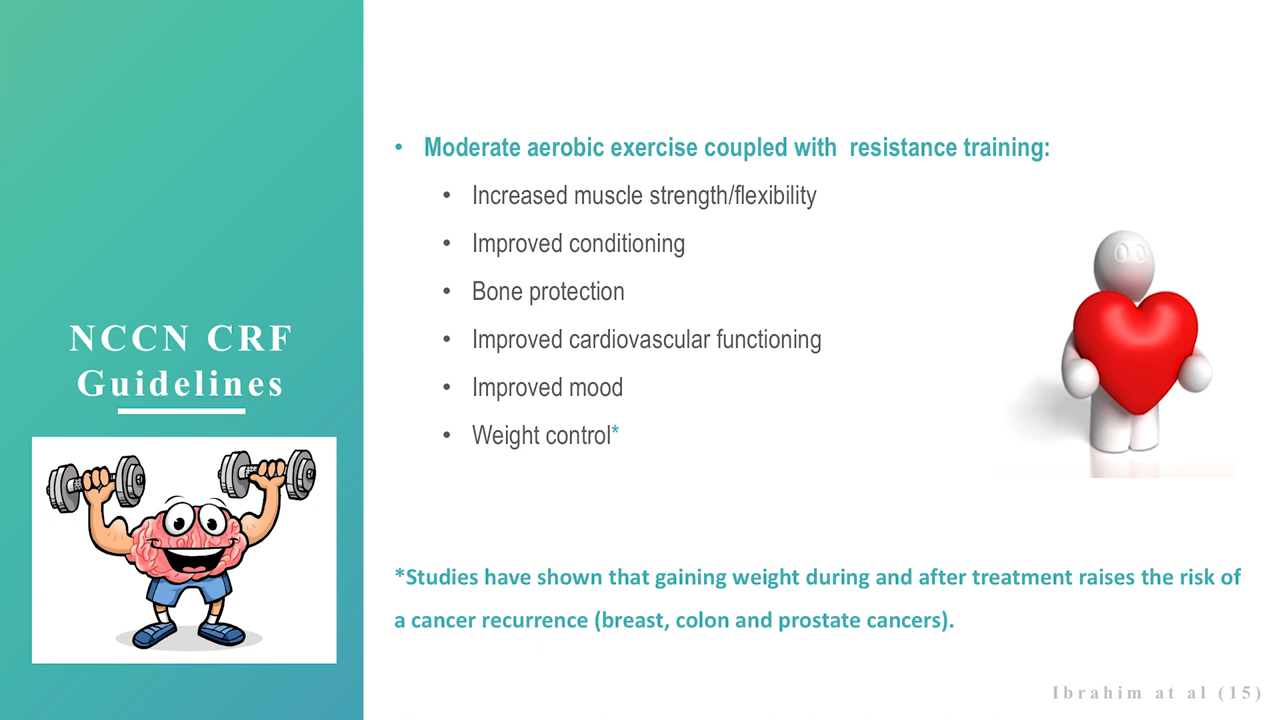 NCCN CRF
Guidelines
• Moderate aerobic exercise coupled with  resistance training:
• Increased muscle strength/flexibility
• Improved conditioning
• Bone protection
• Improved cardiovascular functioning
• Improved mood
• Weight control*
*Studies have shown that gaining weight during and after treatment raises the risk of
a cancer recurrence (breast, colon and prostate cancers).
Ibrahim at al (15)